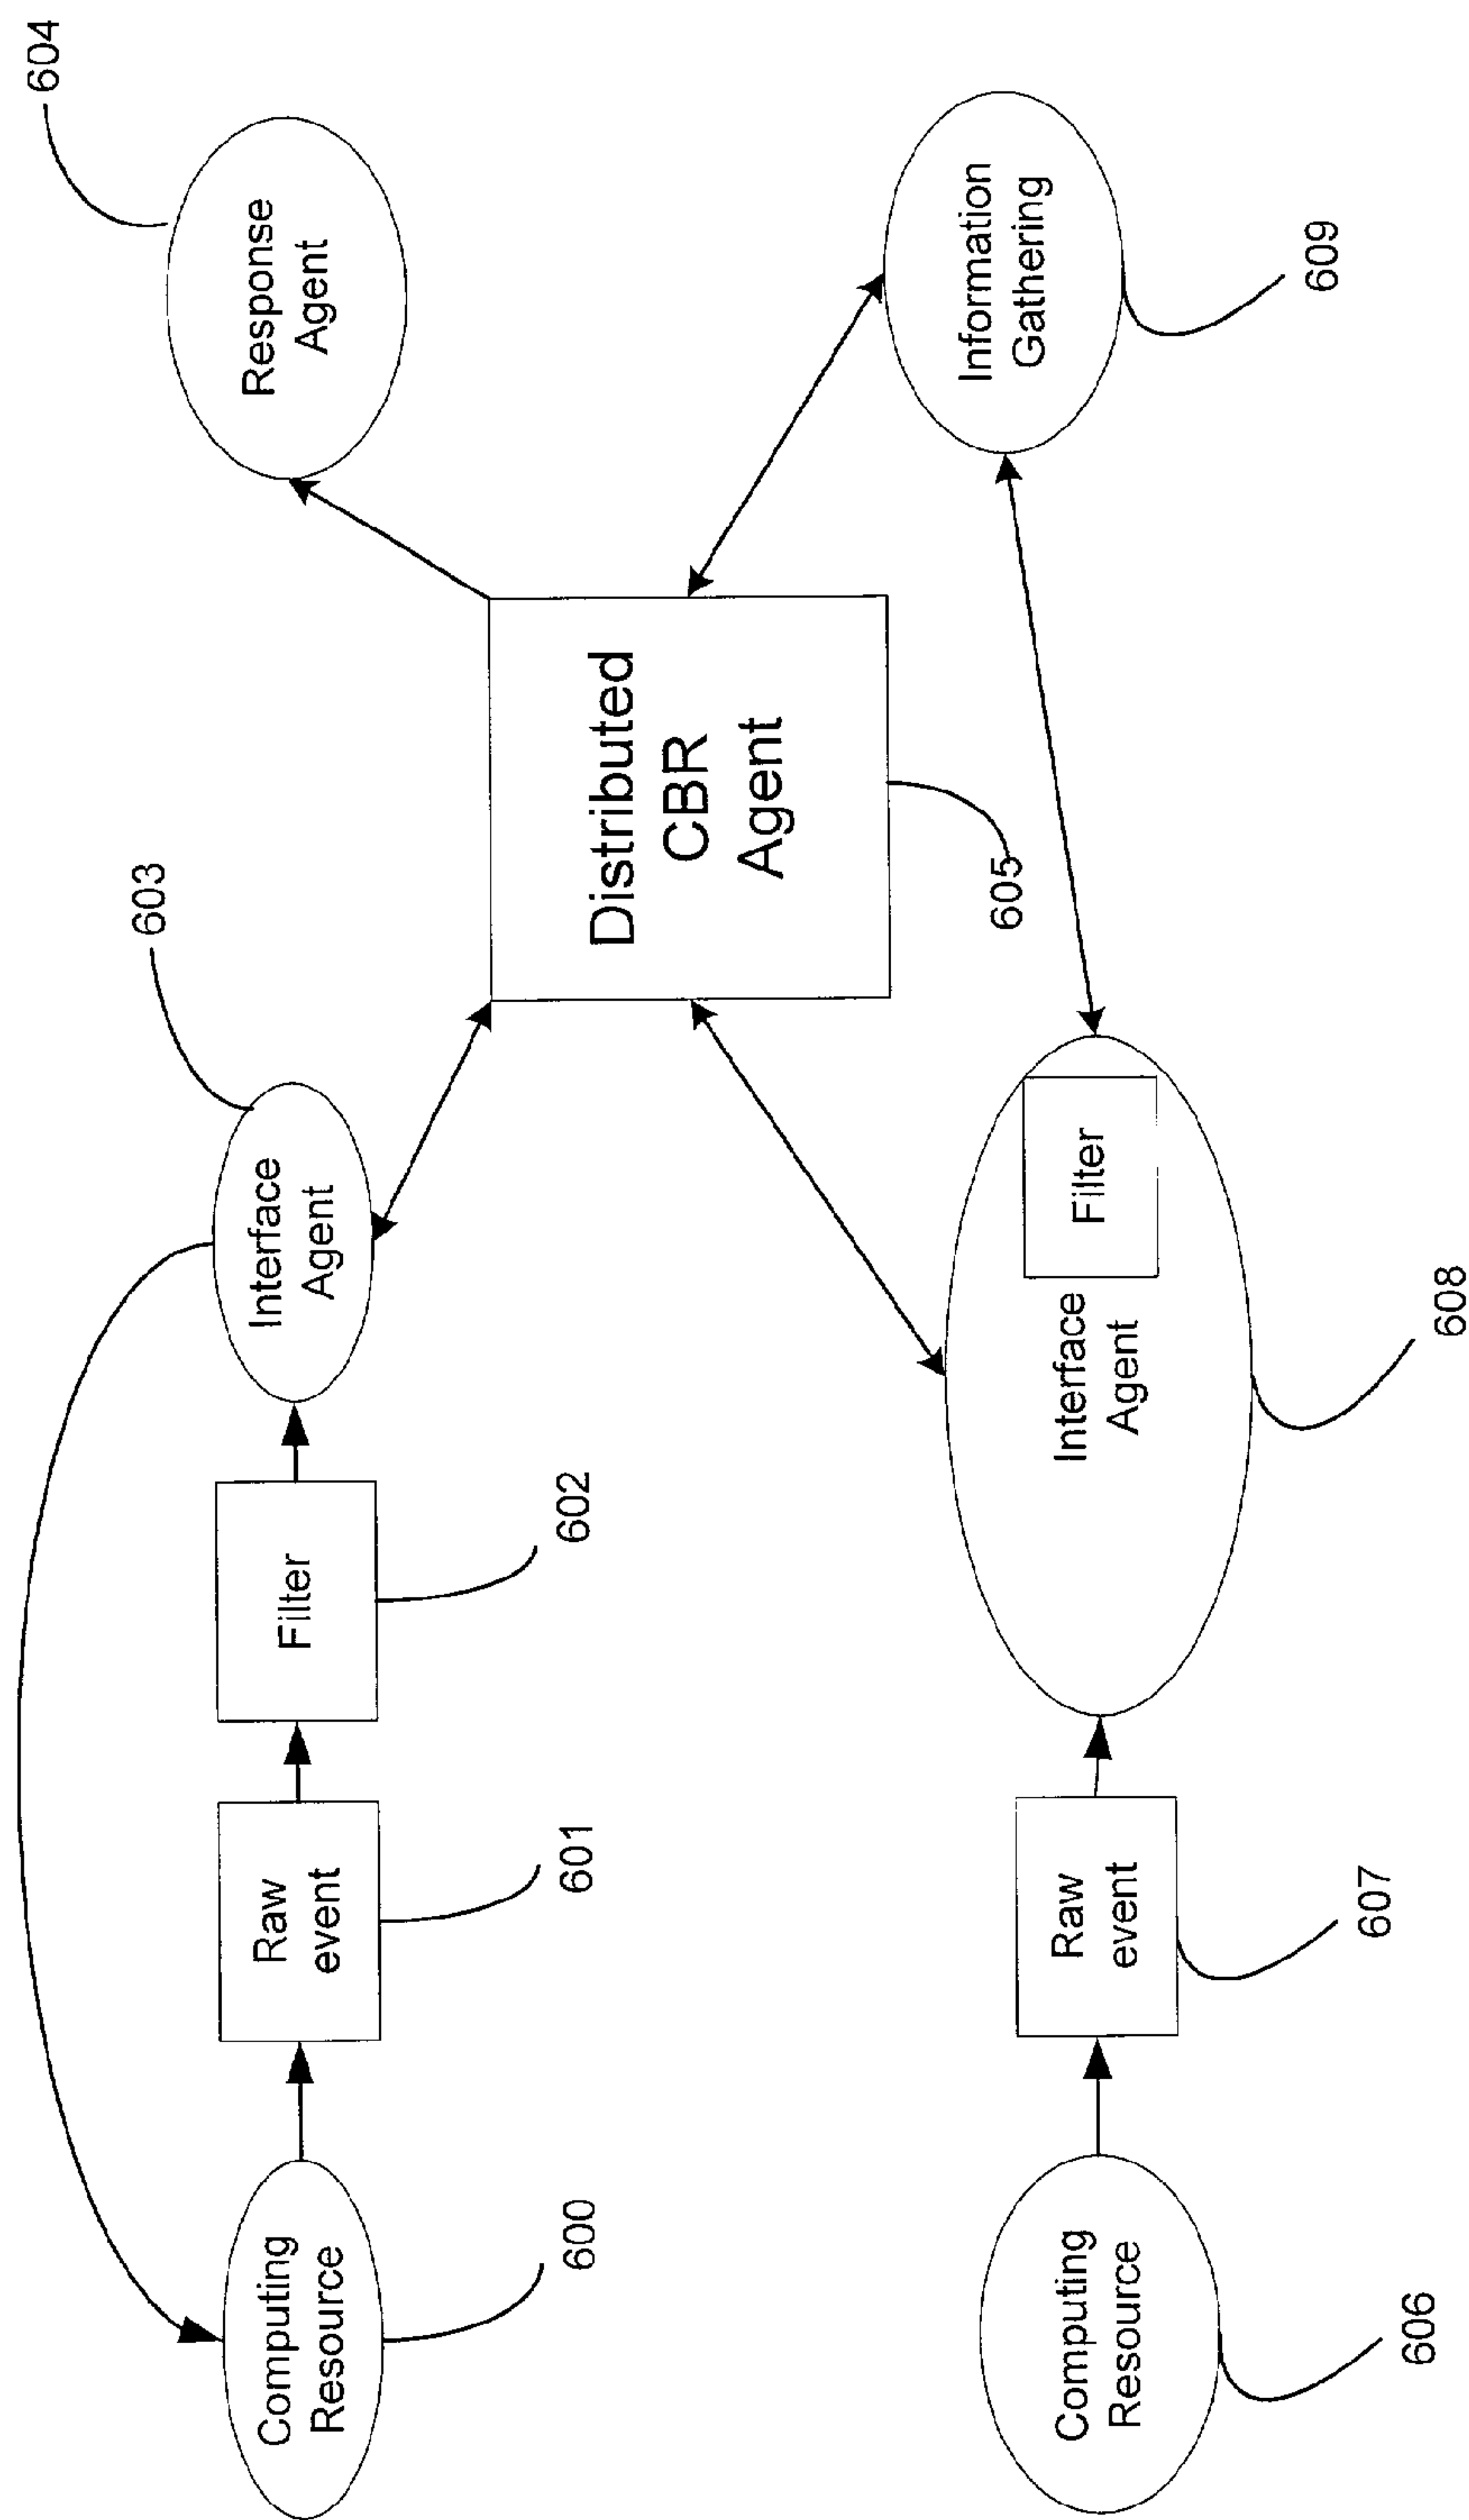 604
Response
Agent
603
Interface
Agent
Filter
602
Raw
event
601
Computing
Resource
600
Distributed
CBR
Agent
605
Information
Gathering
609
Filter
Interface
Agent
608
Raw
event
607
Computing
Resource
606